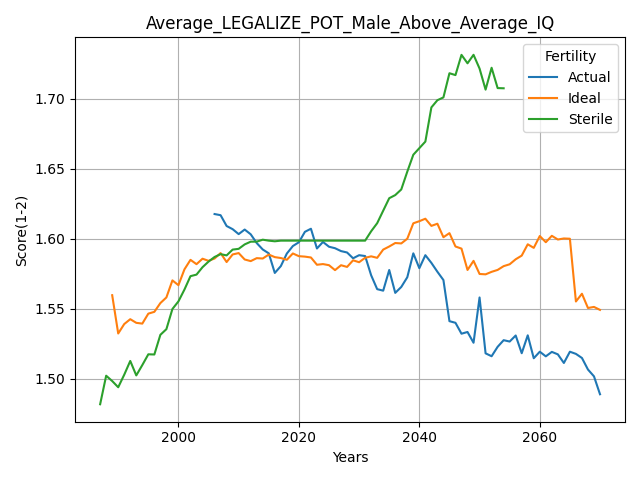 Average_LEGALIZE_POT_Male_Above_Average_IQ
Fertility
Actual
Ideal
Sterile
Score(1-2)
1.70
1.65
1.60
1.55
1.50
2000
2020
2040
2060
Years